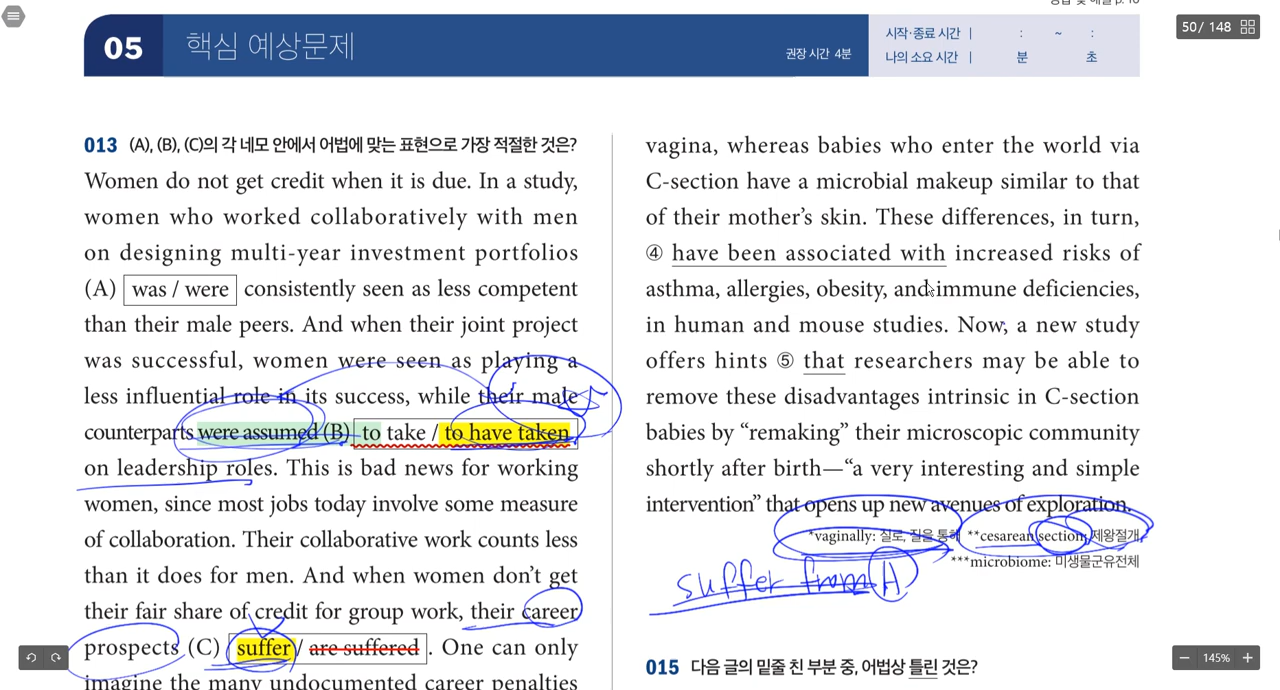 50/ 148
05 핵심 예상문제
권장 시간 4분
시작·종료 시간 | : ~ :
나의 소요 시간 | 분 초
013 (A), (B), (C)의 각 네모 안에서 어법에 맞는 표현으로 가장 적절한 것은?
Women do not get credit when it is due. In a study,
women who worked collaboratively with men
on designing multi-year investment portfolios
(A) was / were consistently seen as less competent
than their male peers. And when their joint project
was successful, women were seen as playing a
less influential role in its success, while their male
counterparts were assumed (B) to take / to have taken
on leadership roles. This is bad news for working
women, since most jobs today involve some measure
of collaboration. Their collaborative work counts less
than it does for men. And when women don't get
their fair share of credit for group work, their career
prospects (C) suffer / are suffered . One can only
imagine the many undocumented career penalties
vagina, whereas babies who enter the world via
C-section have a microbial makeup similar to that
of their mother's skin. These differences, in turn,
④ have been associated with increased risks of
asthma, allergies, obesity, and immune deficiencies,
in human and mouse studies. Now, a new study
offers hints ⑤ that researchers may be able to
remove these disadvantages intrinsic in C-section
babies by “remaking” their microscopic community
shortly after birth—“a very interesting and simple
intervention” that opens up new avenues of exploration.
*vaginally: 질로, 질을 통해 **cesarean section: 제왕절개
***microbiome: 미생물군유전체
suffer from
015 다음 글의 밑줄 친 부분 중, 어법상 틀린 것은?
145%